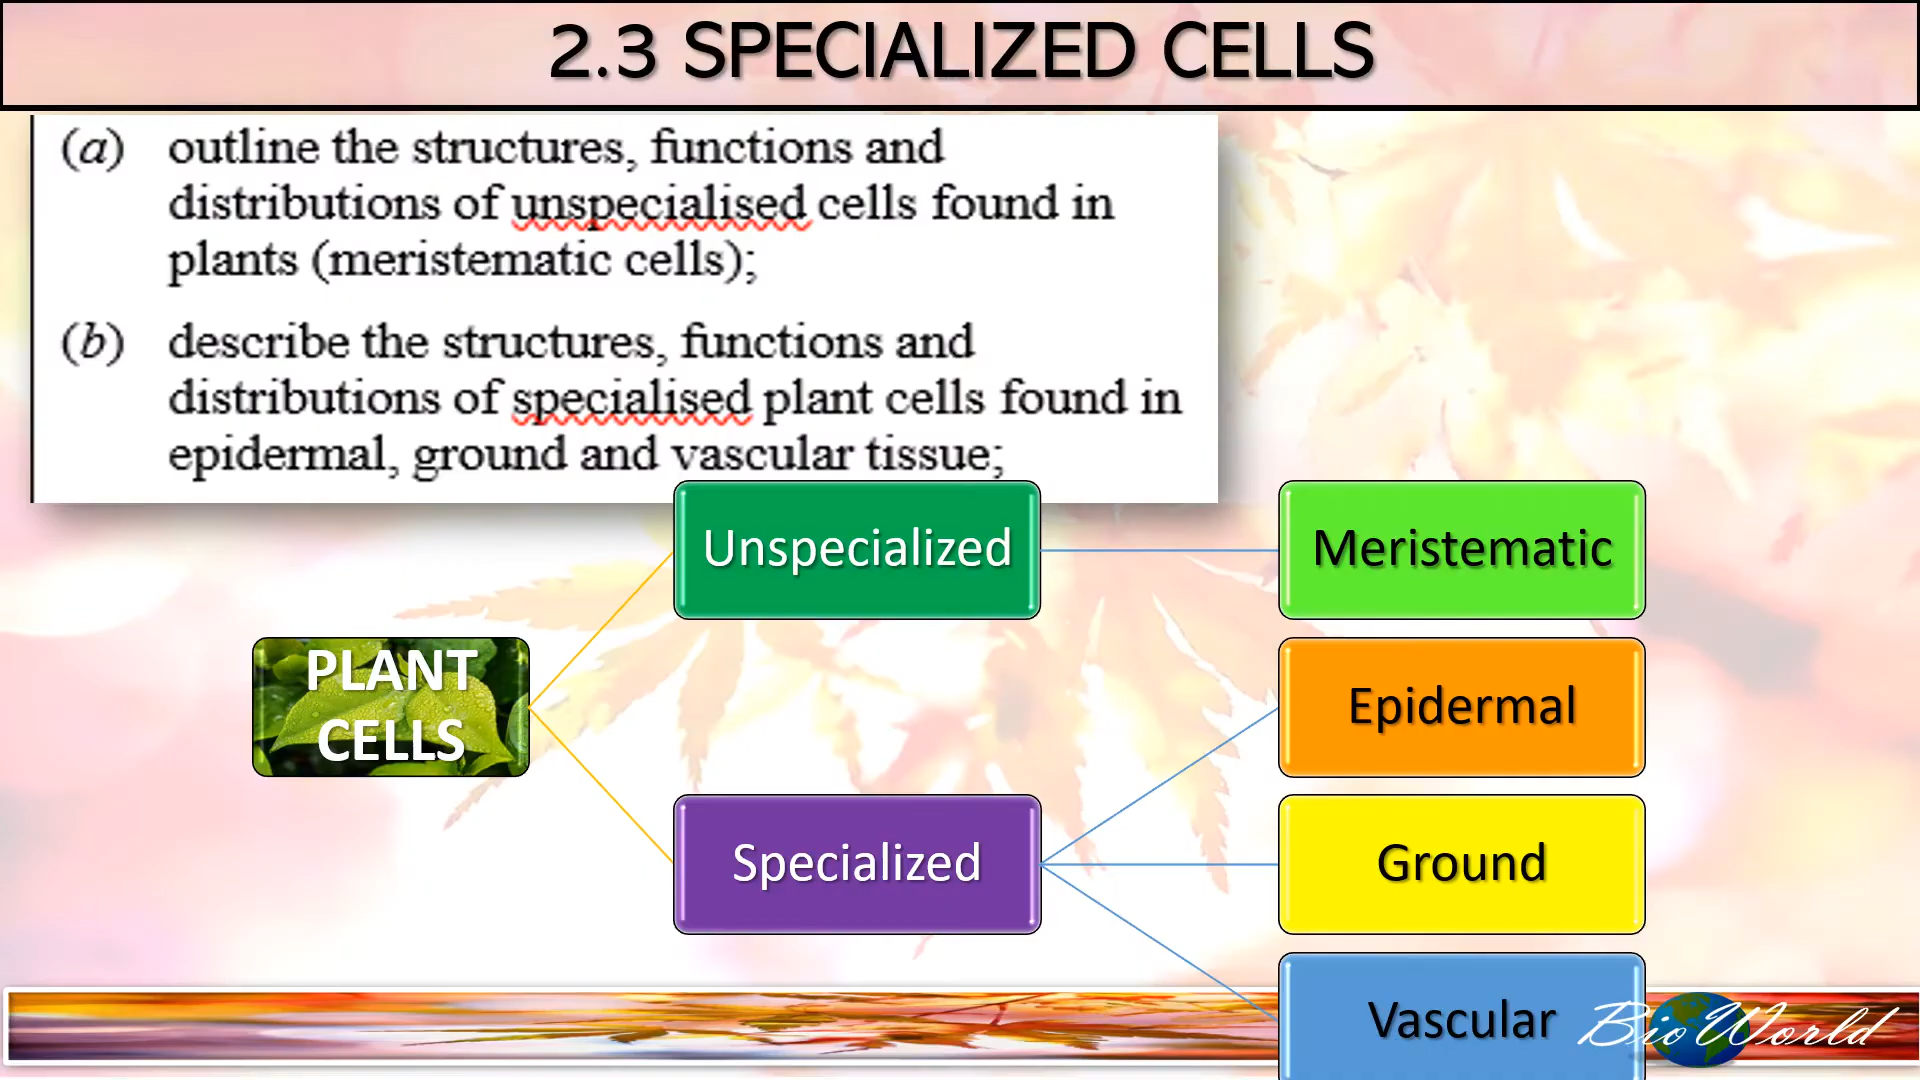 2.3 SPECIALIZED CELLS
(a) outline the structures, functions and
distributions of unspecialised cells found in
plants (meristematic cells);
(b) describe the structures, functions and
distributions of specialised plant cells found in
epidermal, ground and vascular tissue;
Unspecialized
Meristematic
PLANT
CELLS
Epidermal
Specialized
Ground
Vascular
BioWorld